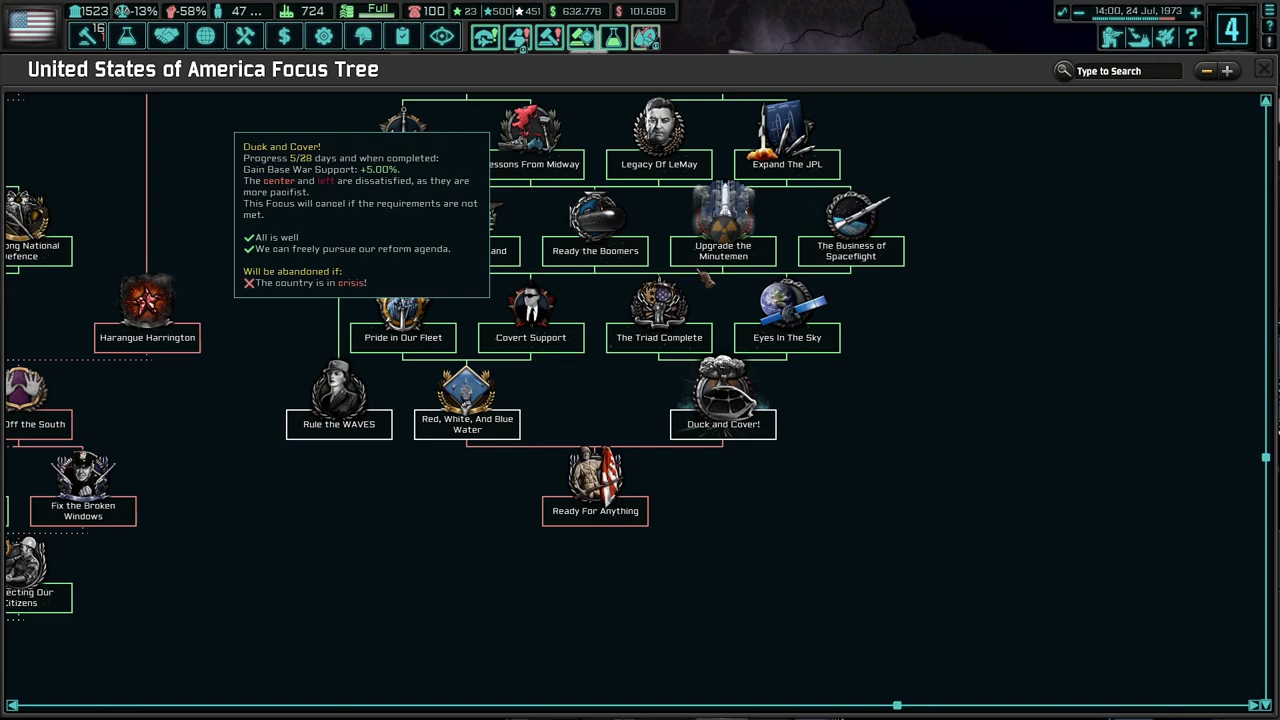 1523
-13%
-58%
47 ...
724
Full
100
23
500
451
$ 632.77B
$ 101.60B
14:00, 24 Jul, 1973
4
16
United States of America Focus Tree
Type to Search
Duck and Cover!
Progress 5/28 days and when completed:
Gain Base War Support: +5.00%.
The center and left are dissatisfied, as they are
more pacifist.
This Focus will cancel if the requirements are not
met.
All is well
We can freely pursue our reform agenda.
Will be abandoned if:
The country is in crisis!
essons From Midway
Legacy Of LeMay
Expand The JPL
ong National
efence
and
Ready the Boomers
Upgrade the
Minutemen
The Business of
Spaceflight
Harangue Harrington
Pride in Our Fleet
Covert Support
The Triad Complete
Eyes In The Sky
Off the South
Rule the WAVES
Red, White, And Blue
Water
Duck and Cover!
Fix the Broken
Windows
Ready For Anything
ecting Our
Citizens